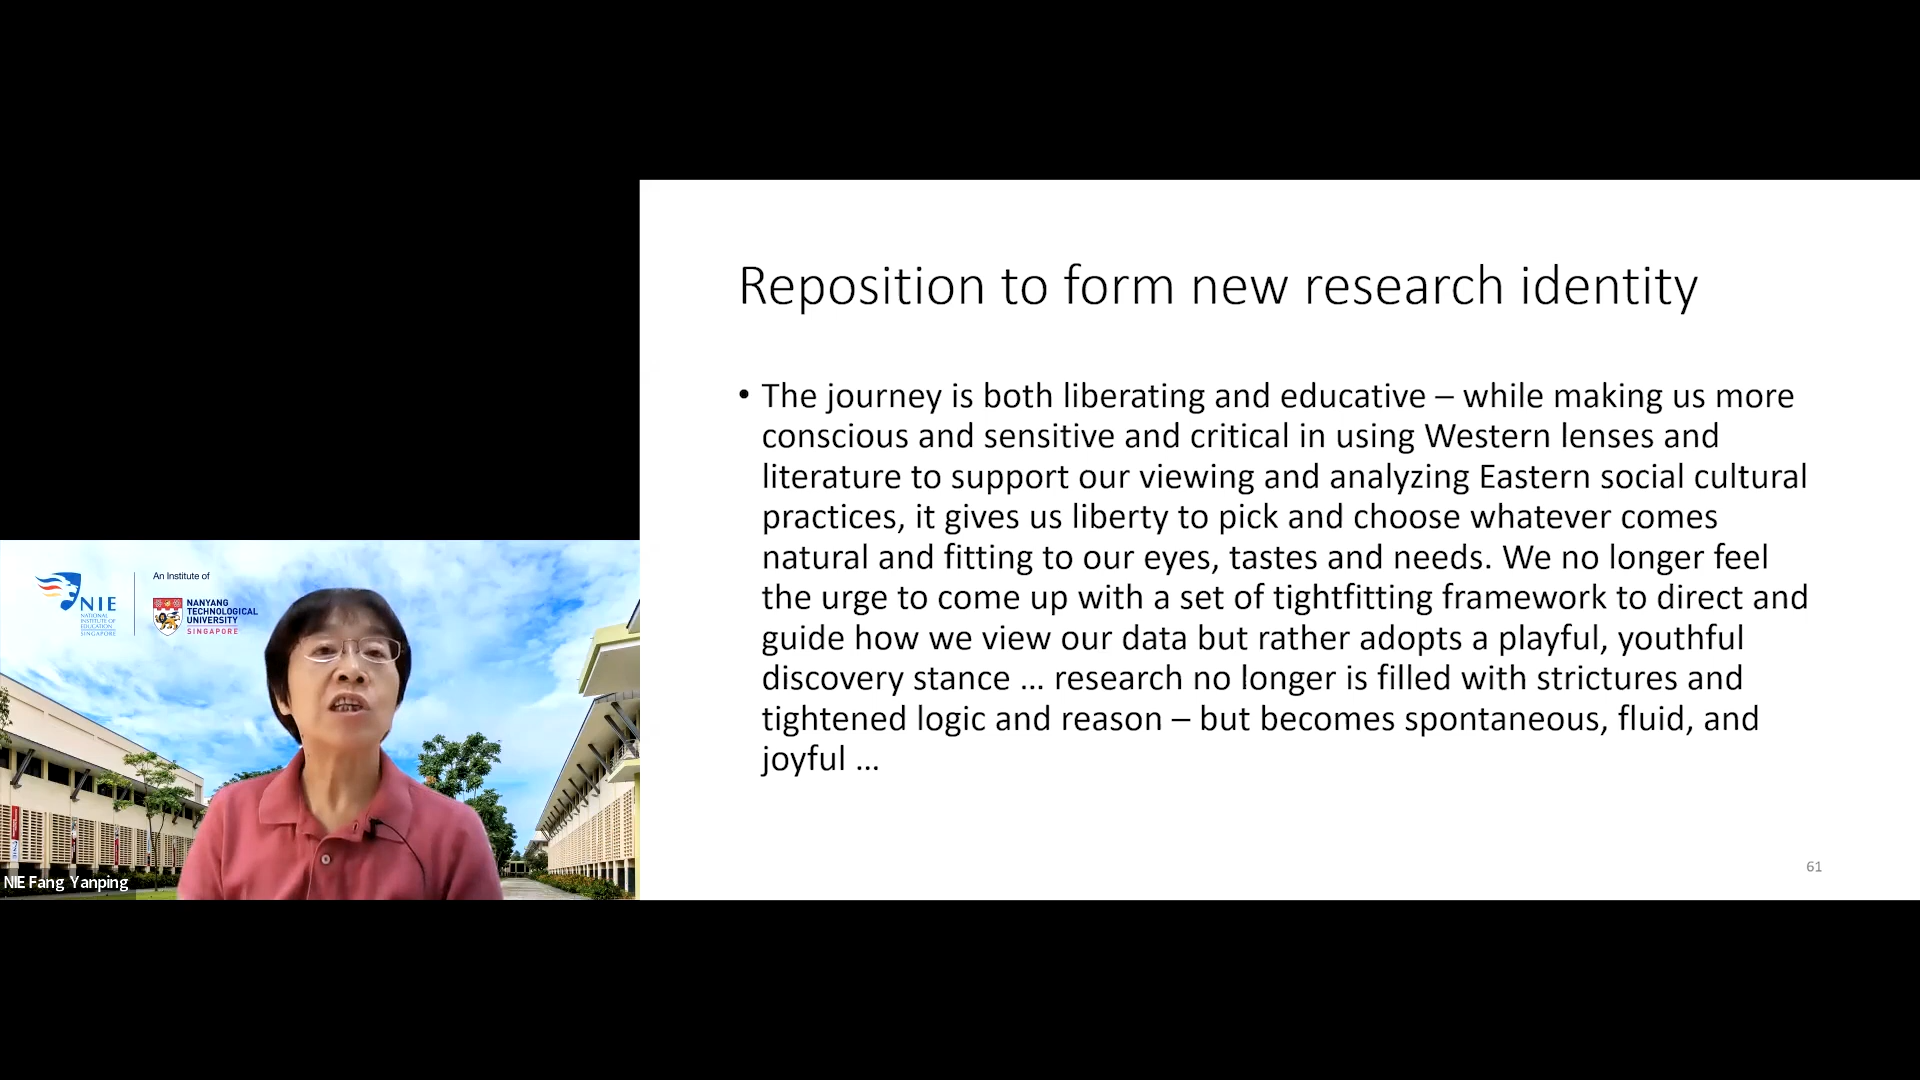 Reposition to form new research identity
• The journey is both liberating and educative – while making us more
conscious and sensitive and critical in using Western lenses and
literature to support our viewing and analyzing Eastern social cultural
practices, it gives us liberty to pick and choose whatever comes
natural and fitting to our eyes, tastes and needs. We no longer feel
the urge to come up with a set of tightfitting framework to direct and
guide how we view our data but rather adopts a playful, youthful
discovery stance ... research no longer is filled with strictures and
tightened logic and reason – but becomes spontaneous, fluid, and
joyful ...
61
NIE
NATIONAL
INSTITUTE OF
EDUCATION
SINGAPORE
An Institute of
NANYANG
TECHNOLOGICAL
UNIVERSITY
SINGAPORE
NIE Fang Yanping